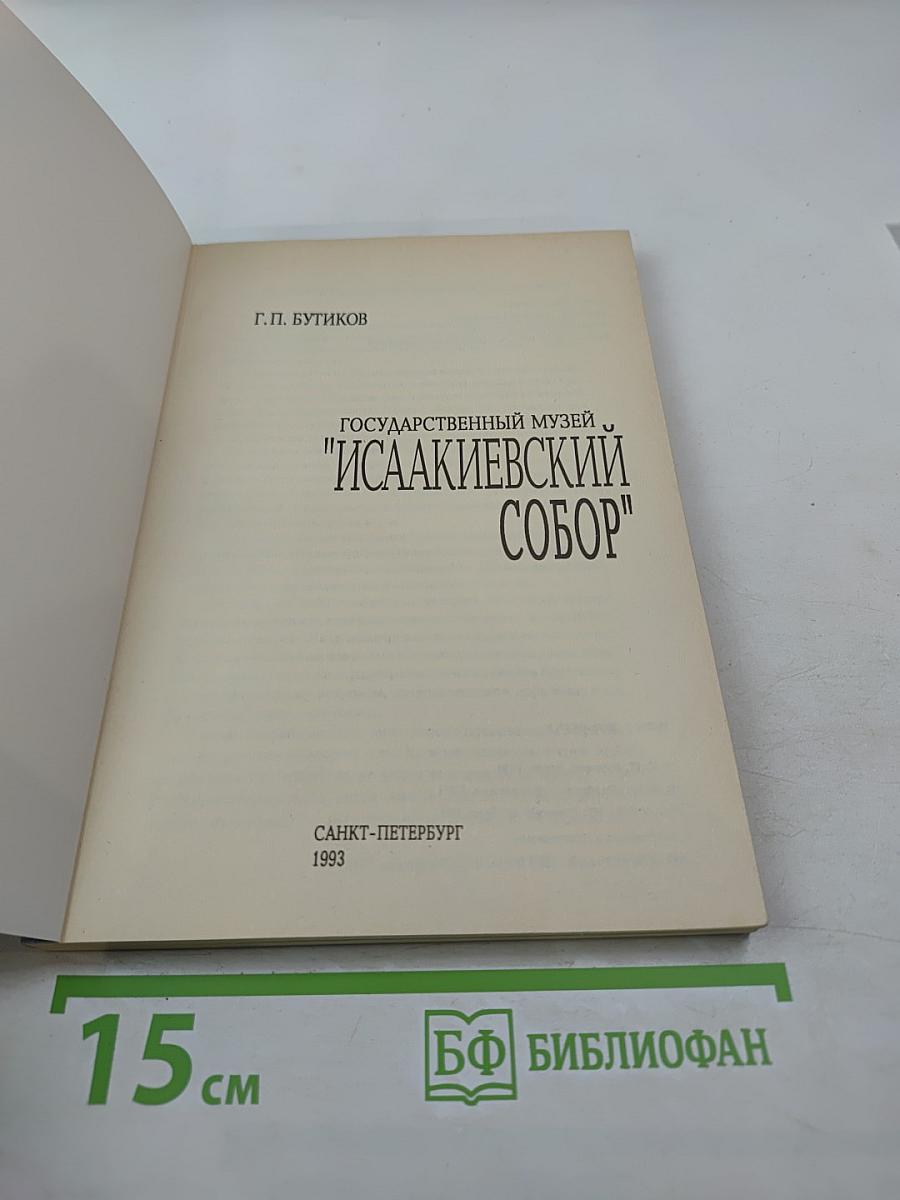 Г.П. БУТИКОВ
ГОСУДАРСТВЕННЫЙ МУЗЕЙ
"ИСААКИЕВСКИЙ
СОБОР"
САНКТ-ПЕТЕРБУРГ
1993
15 см
БФ БИБЛИОФАН